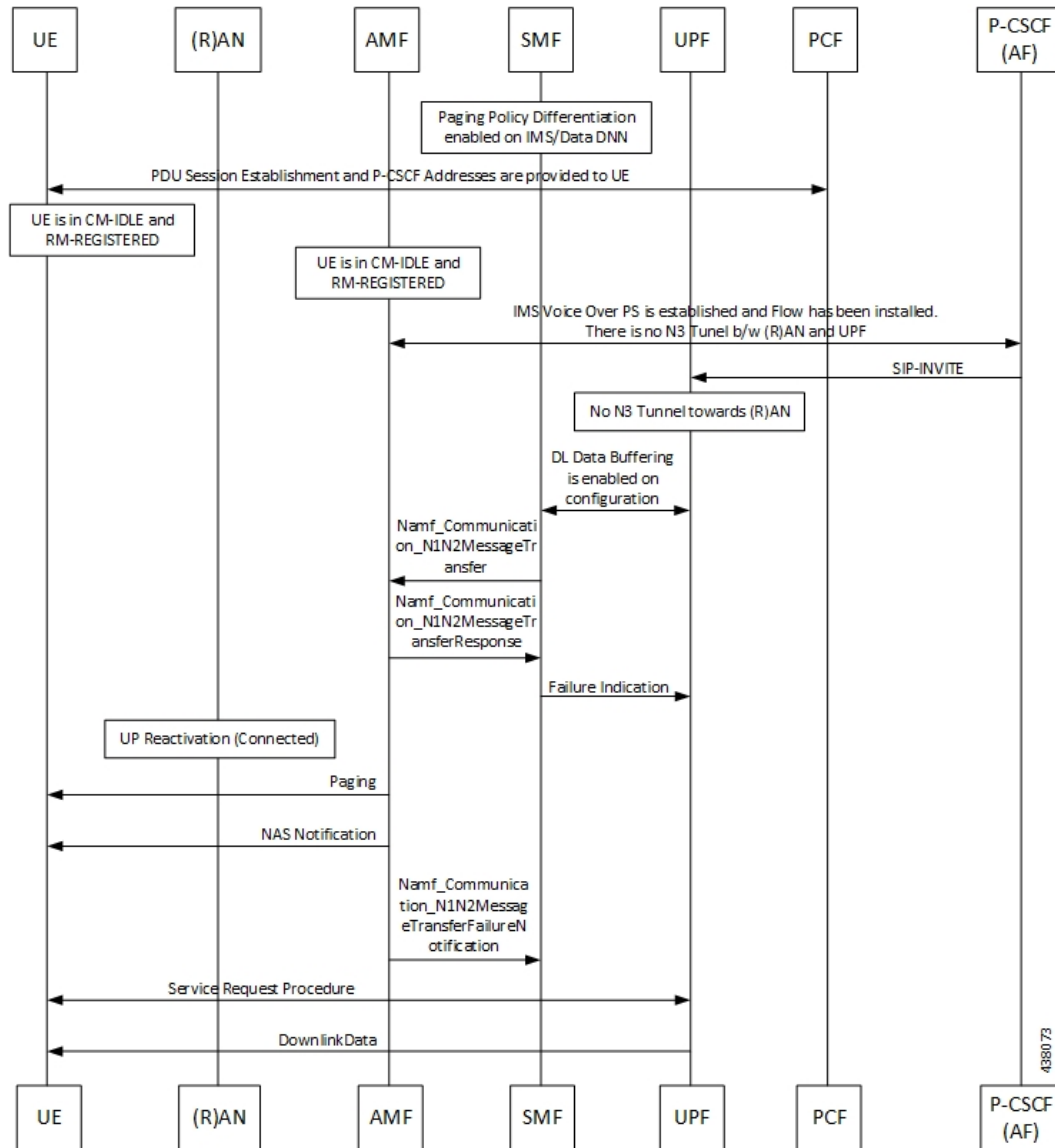 UE
(R)AN
AMF
SMF
UPF
PCF
P-CSCF
(AF)
Paging Policy Differentiation
enabled on IMS/Data DNN
PDU Session Establishment and P-CSCF Addresses are provided to UE
UE is in CM-IDLE and
RM-REGISTERED
UE is in CM-IDLE and
RM-REGISTERED
IMS Voice Over PS is established and Flow has been installed.
There is no N3 Tunel b/w (R)AN and UPF
SIP-INVITE
No N3 Tunnel towards (R)AN
DL Data Buffering
is enabled on
configuration
Namf_Communicati
on_N1N2MessageTr
ansfer
Namf_Communicati
on_N1N2MessageTr
ansferResponse
Failure Indication
UP Reactivation (Connected)
Paging
NAS Notification
Namf_Communica
tion_N1N2Messag
eTransferFailureN
otification
Service Request Procedure
DownlinkData
438073
UE
(R)AN
AMF
SMF
UPF
PCF
P-CSCF
(AF)